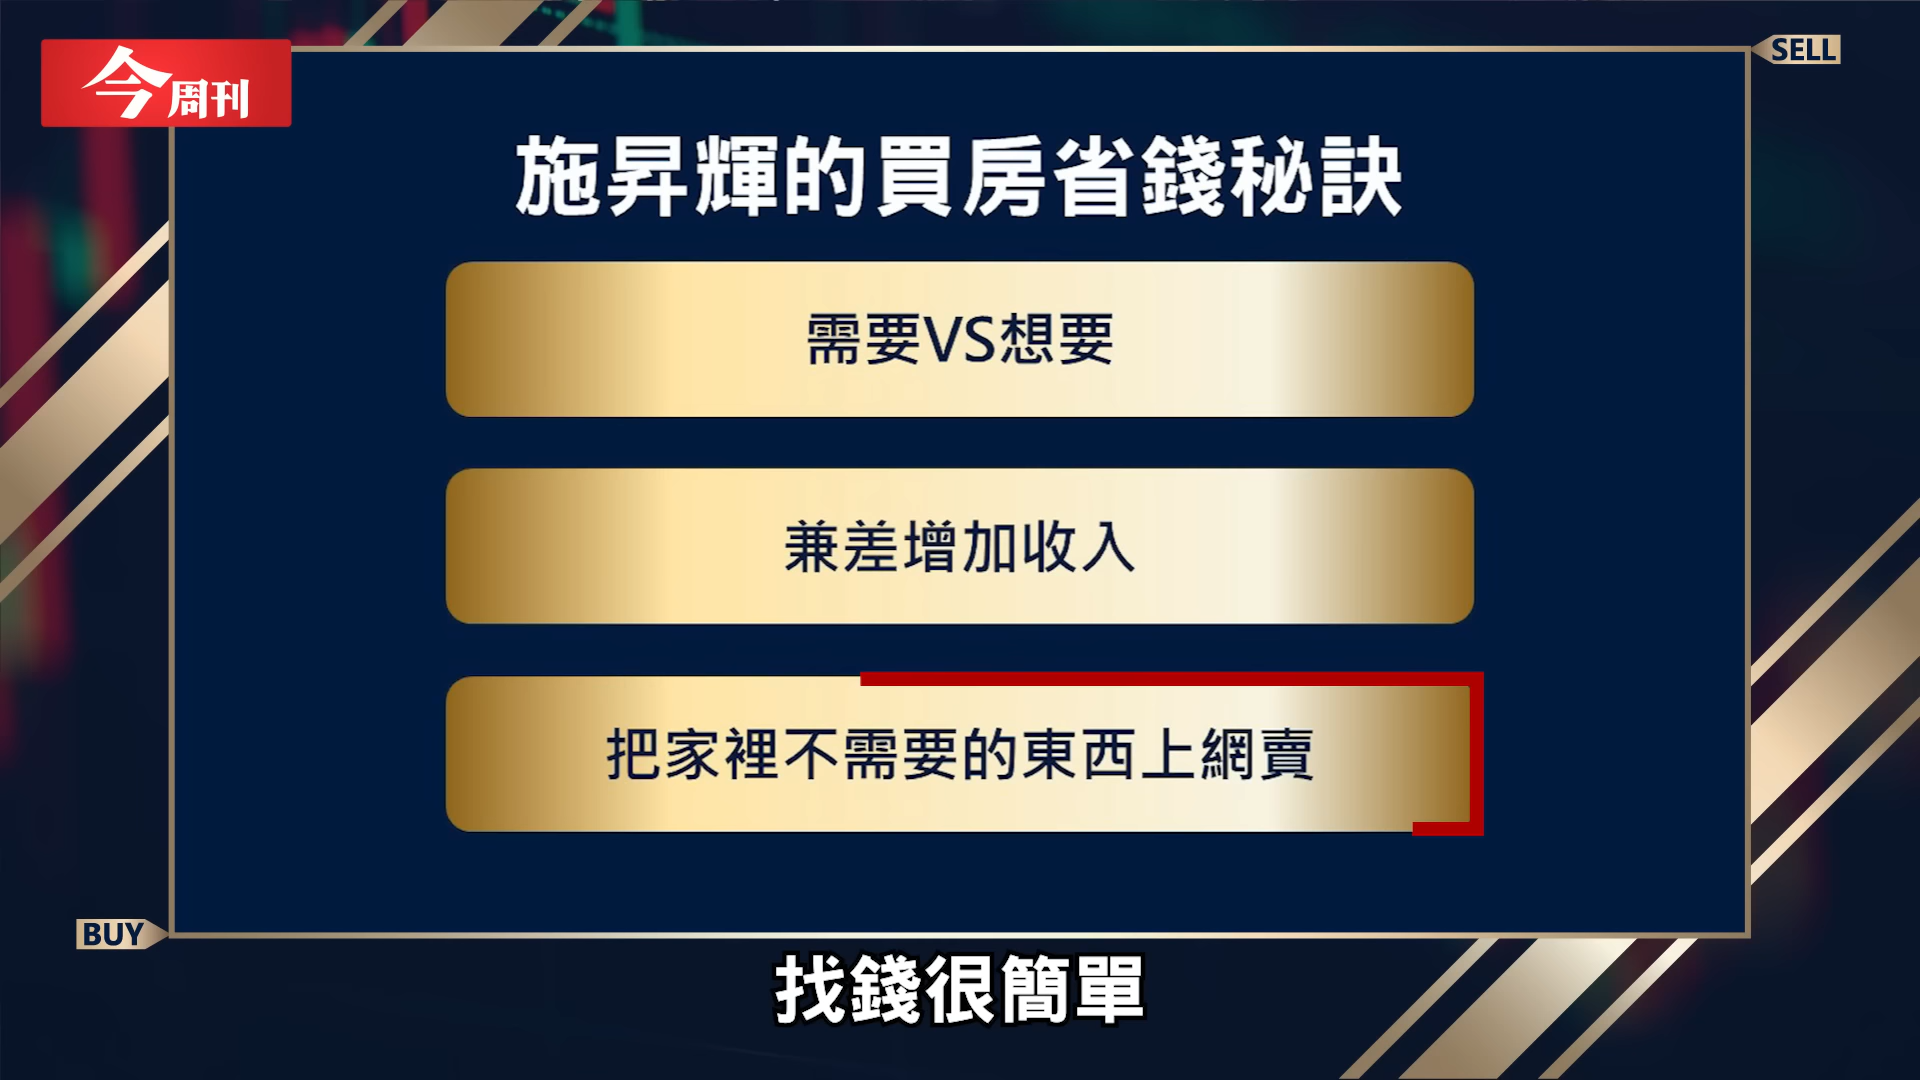 今周刊
SELL
施昇輝的買房省錢秘訣
需要VS想要
兼差增加收入
把家裡不需要的東西上網賣
BUY
找錢很簡單